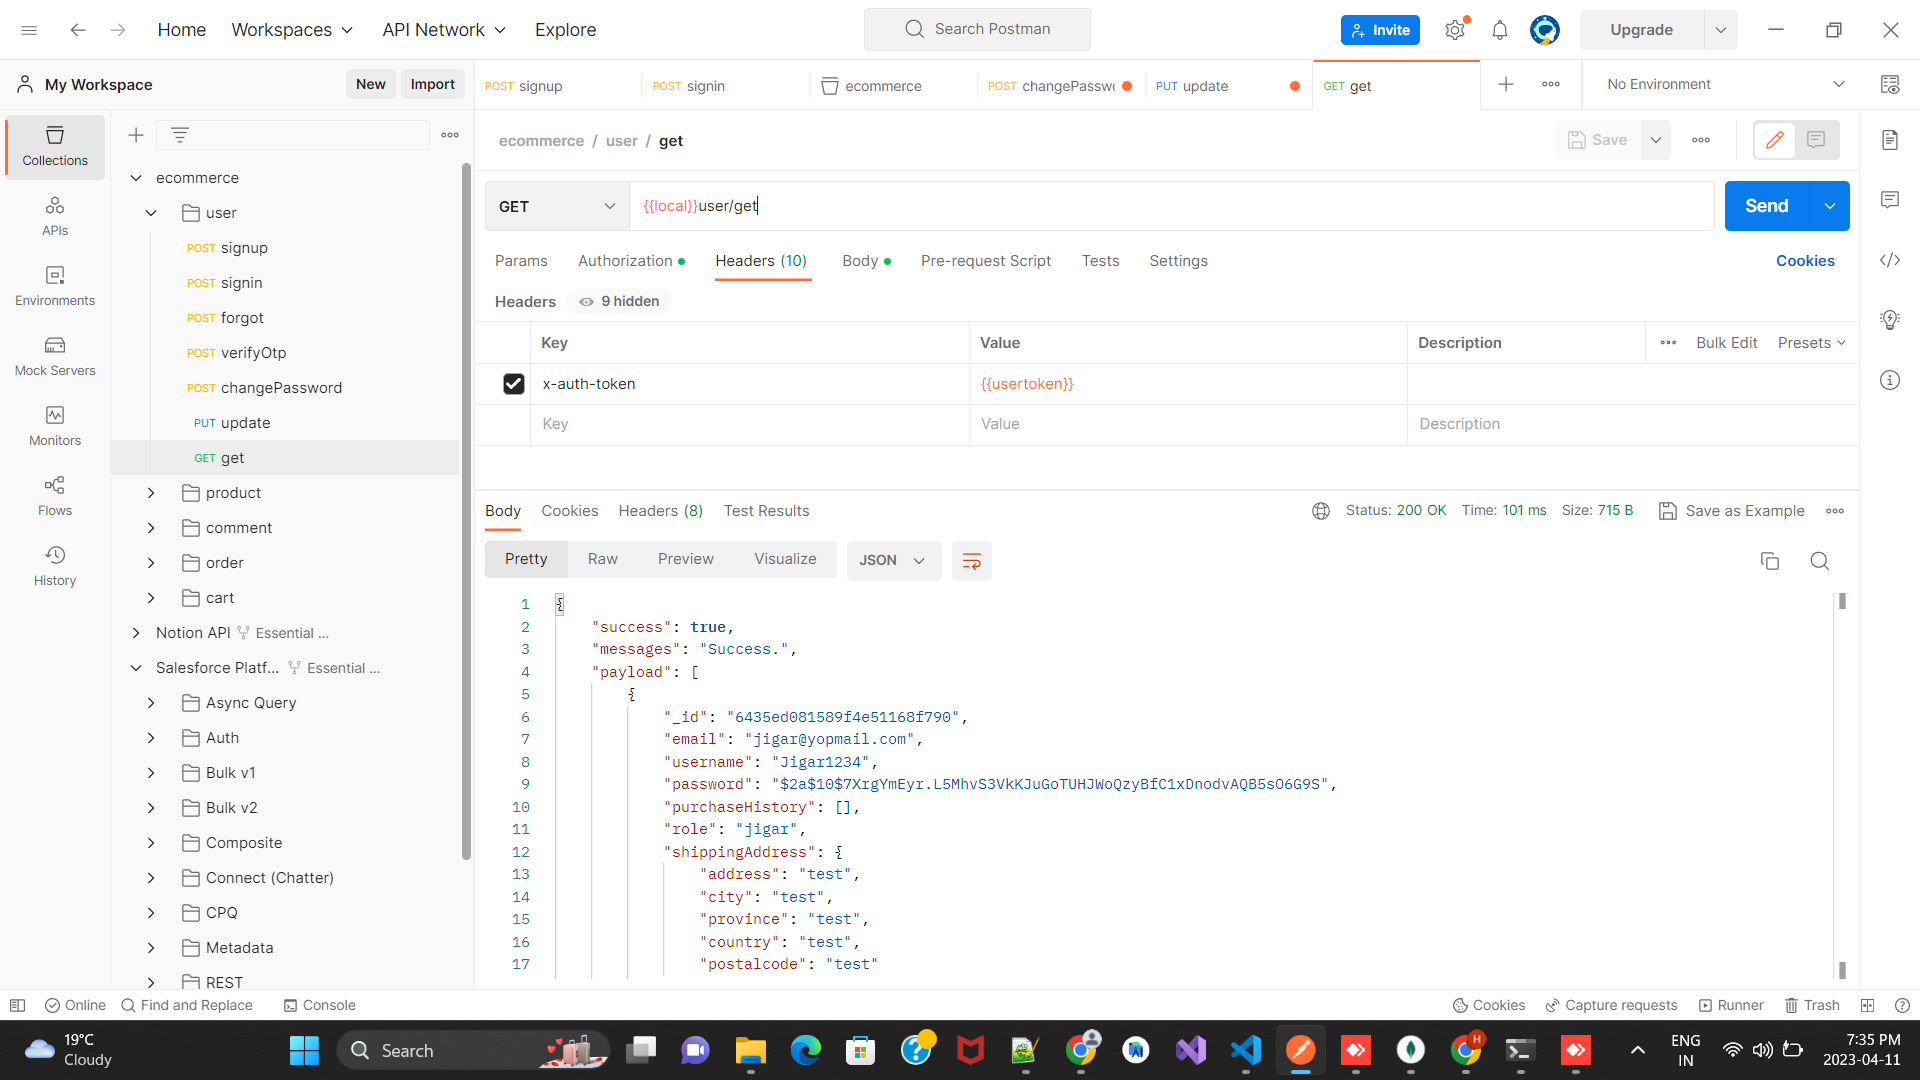 Home Workspaces API Network Explore Search Postman Invite Upgrade
My Workspace New Import POST signup POST signin ecommerce POST changePassw PUT update GET get No Environment
Collections
APIs
Environments
Mock Servers
Monitors
Flows
History
ecommerce
user
POST signup
POST signin
POST forgot
POST verifyOtp
POST changePassword
PUT update
GET get
product
comment
order
cart
Notion API Essential ...
Salesforce Platf... Essential ...
Async Query
Auth
Bulk v1
Bulk v2
Composite
Connect (Chatter)
CPQ
Metadata
REST
ecommerce / user / get Save
GET {{local}}user/get Send
Params Authorization Headers (10) Body Pre-request Script Tests Settings Cookies
Headers 9 hidden
Key Value Description Bulk Edit Presets
x-auth-token {{usertoken}}
Key Value Description
Body Cookies Headers (8) Test Results Status: 200 OK Time: 101 ms Size: 715 B Save as Example
Pretty Raw Preview Visualize JSON
1 {
2 "success": true,
3 "messages": "Success.",
4 "payload": [
5 {
6 "_id": "6435ed081589f4e51168f790",
7 "email": "jigar@yopmail.com",
8 "username": "Jigar1234",
9 "password": "$2a$10$7XrgYmEyr.L5MhvS3VkKJuGoTUHJWoQzyBfC1xDnodvAQB5sO6G9S",
10 "purchaseHistory": [],
11 "role": "jigar",
12 "shippingAddress": {
13 "address": "test",
14 "city": "test",
15 "province": "test",
16 "country": "test",
17 "postalcode": "test"
Online Find and Replace Console Cookies Capture requests Runner Trash
19°C
Cloudy
Search
H
ENG
IN
7:35 PM
2023-04-11